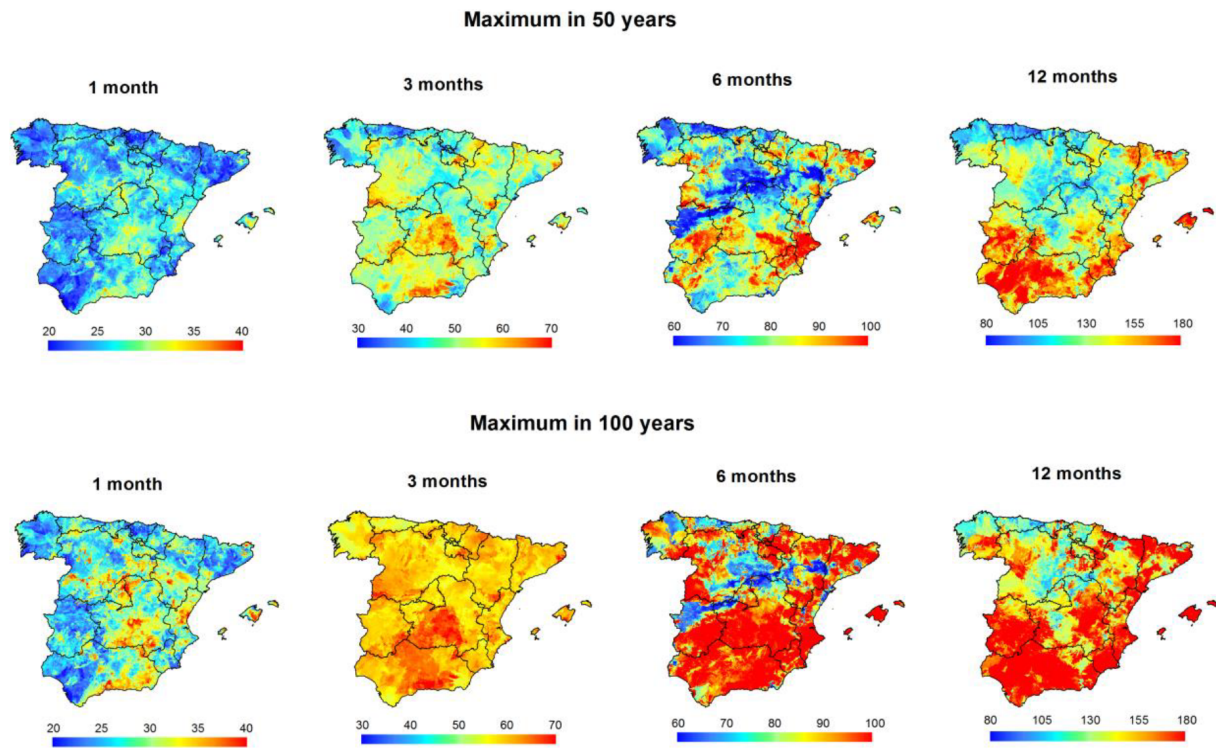 Maximum in 50 years
1 month
3 months
6 months
12 months
20 25 30 35 40
30 40 50 60 70
60 70 80 90 100
80 105 130 155 180
Maximum in 100 years
1 month
3 months
6 months
12 months
20 25 30 35 40
30 40 50 60 70
60 70 80 90 100
80 105 130 155 180